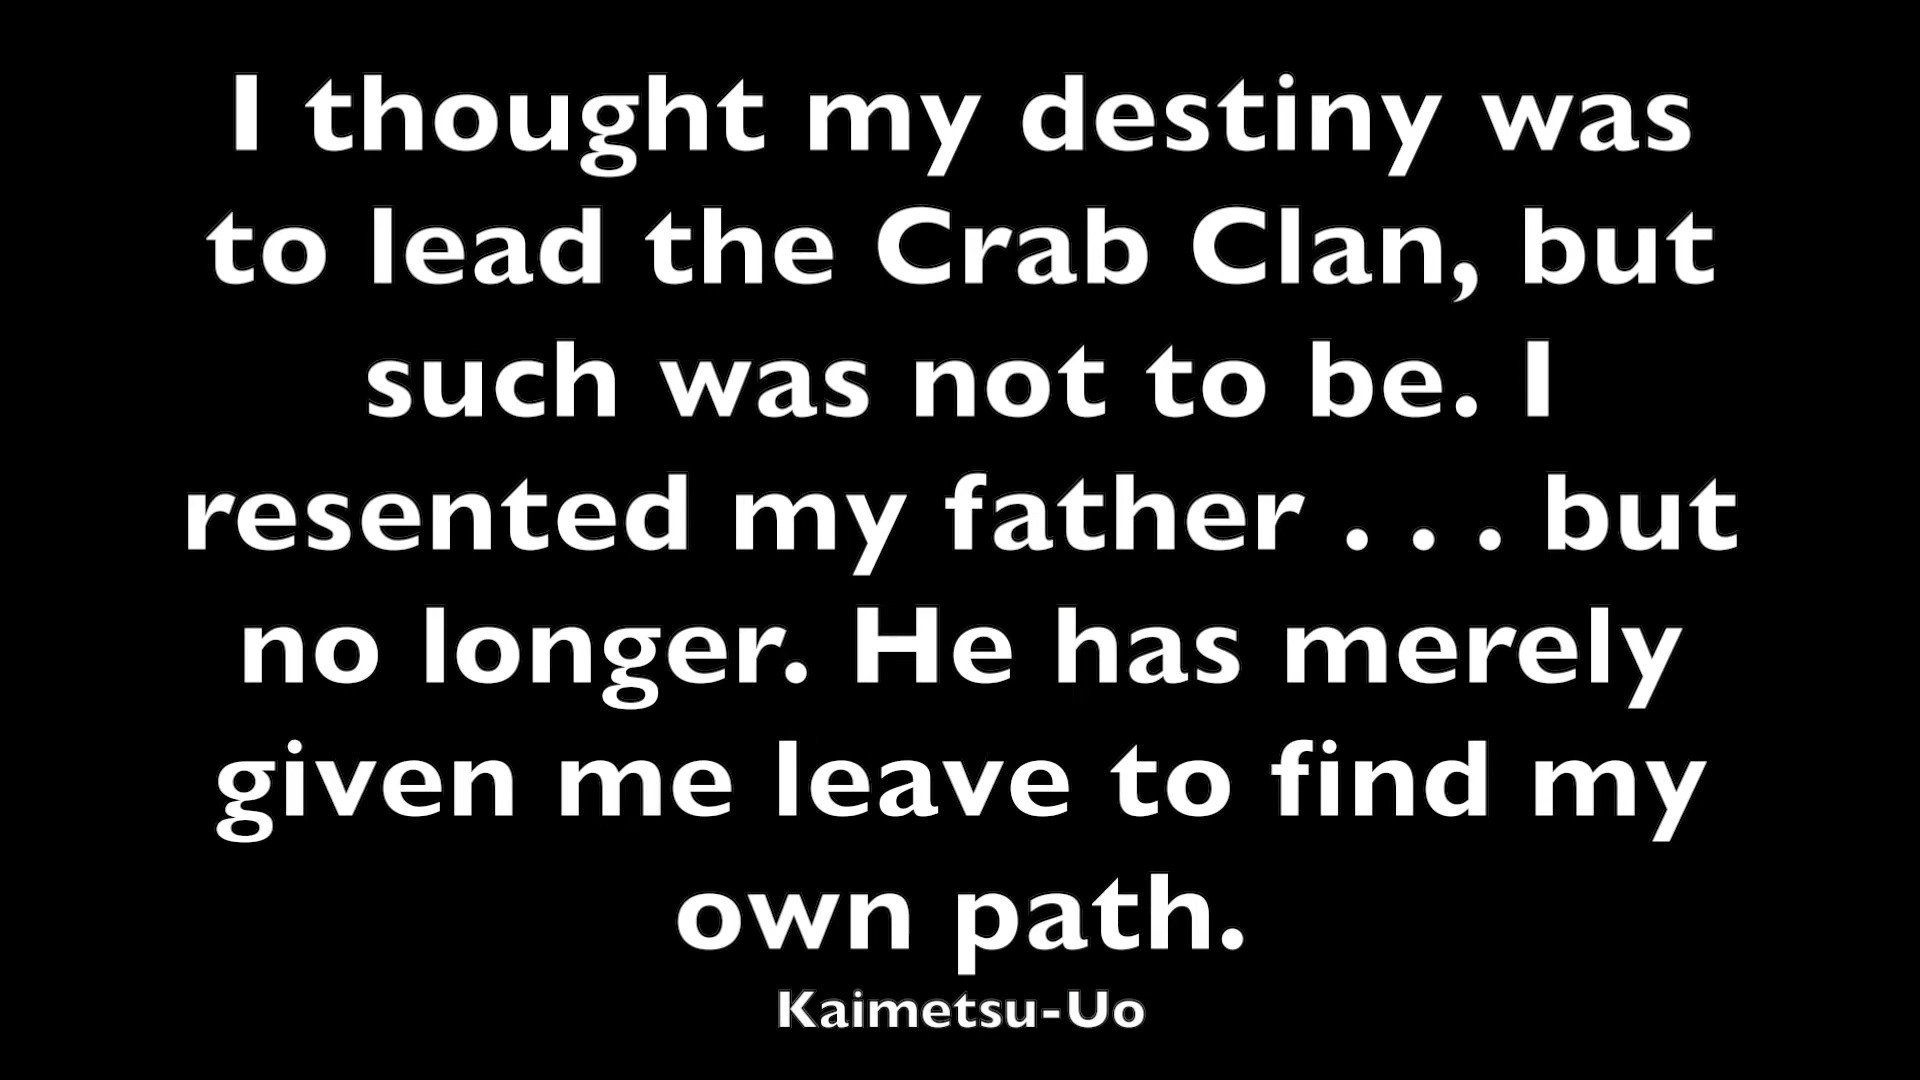 I thought my destiny was
to lead the Crab Clan, but
such was not to be. I
resented my father . . . but
no longer. He has merely
given me leave to find my
own path.
Kaimetsu-Uo